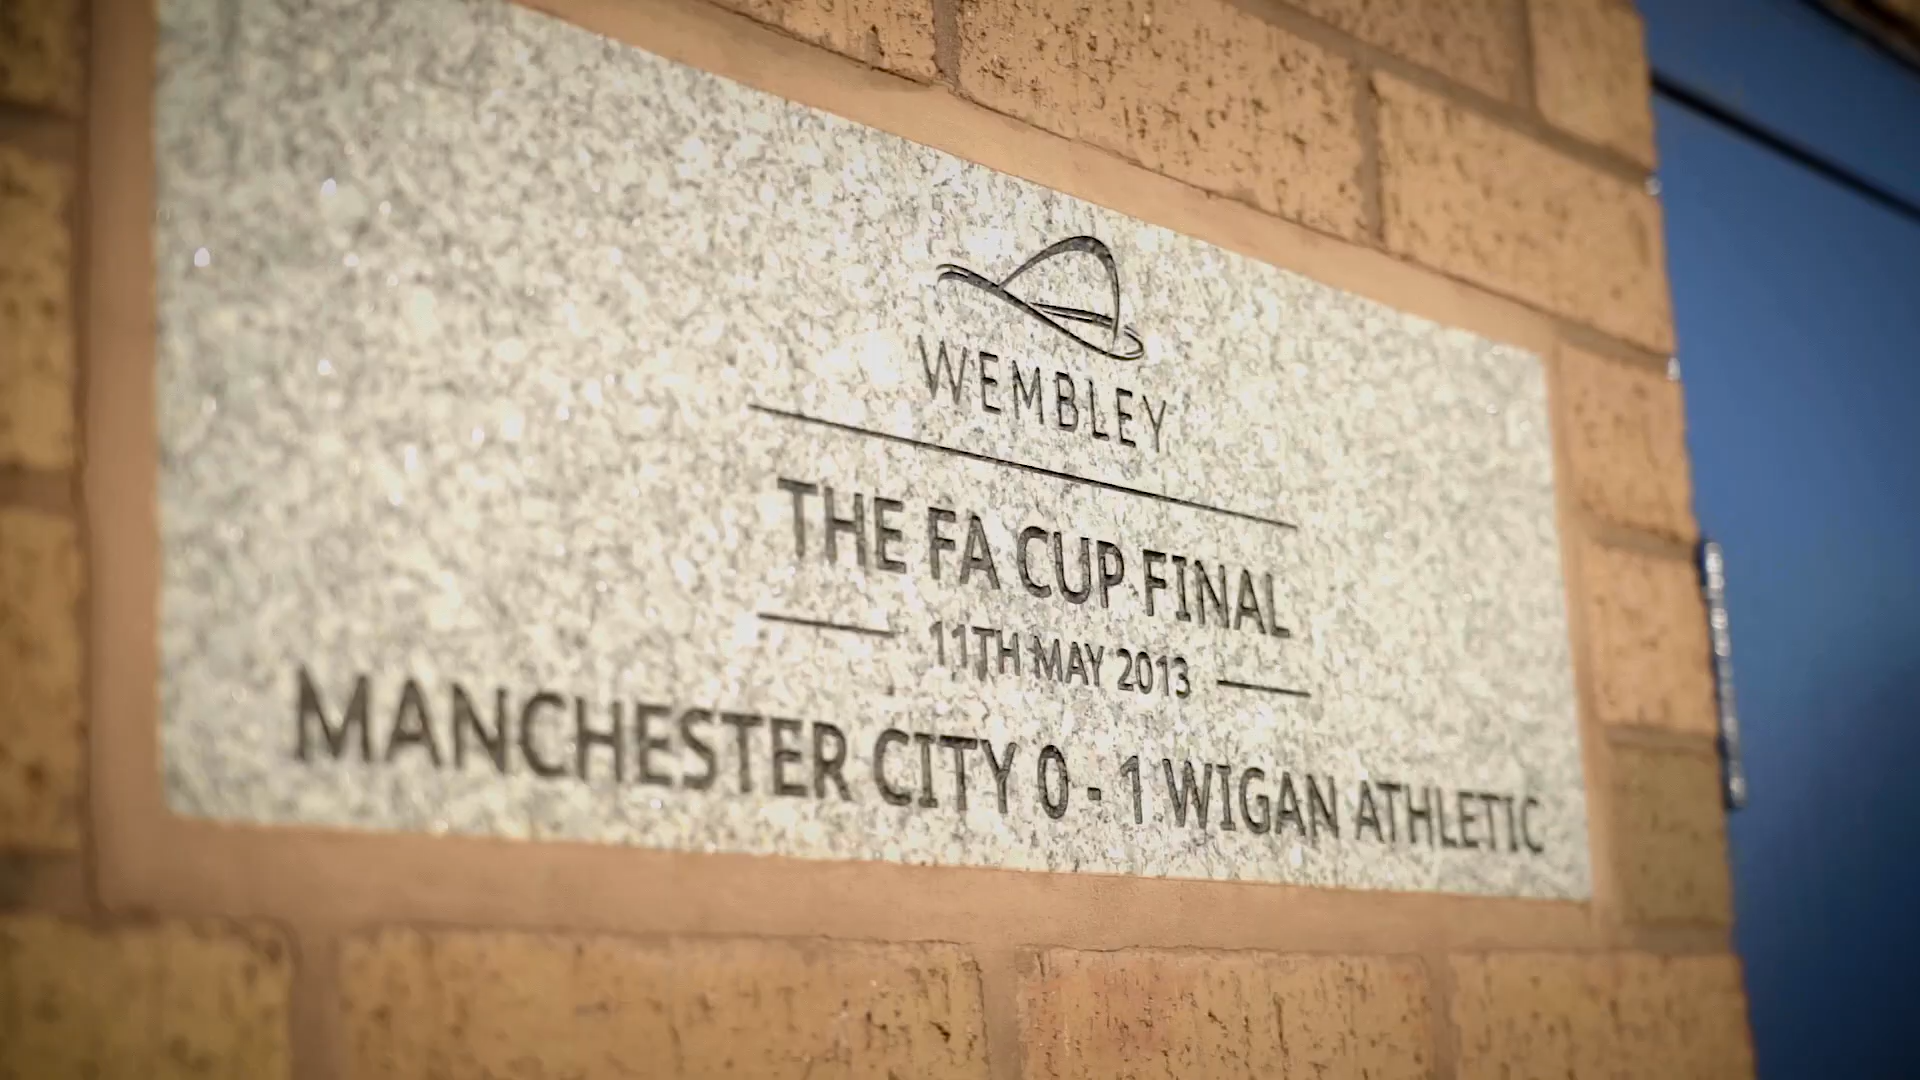 WEMBLEY
THE FA CUP FINAL
11TH MAY 2013
MANCHESTER CITY 0 - 1 WIGAN ATHLETIC